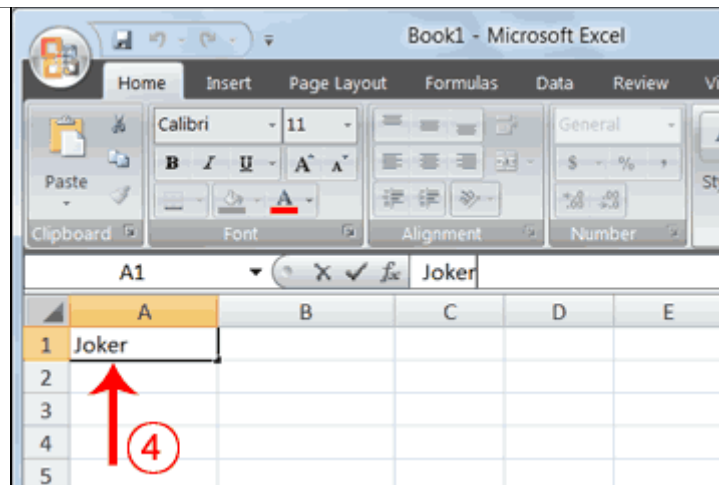 Book1 - Microsoft Excel
Home Insert Page Layout Formulas Data Review
Calibri 11 General
B I U A A
Paste A $ % ,
Clipboard Font Alignment Number
A1 fx Joker
A B C D E
1 Joker
2
3
4 4
5